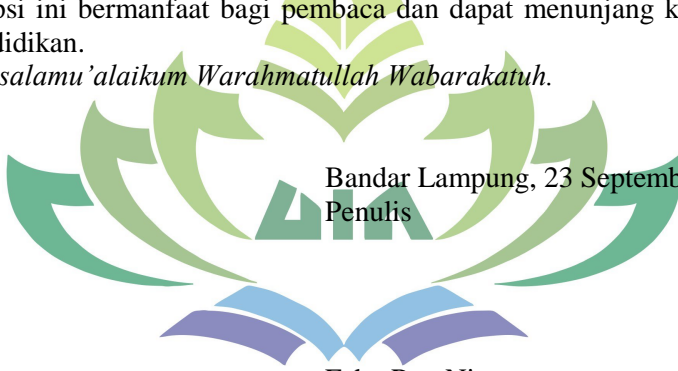 psi ini bermanfaat bagi pembaca dan dapat menunjang k
didikan.
salamu’alaikum Warahmatullah Wabarakatuh.
Bandar Lampung, 23 Septemb
Penulis